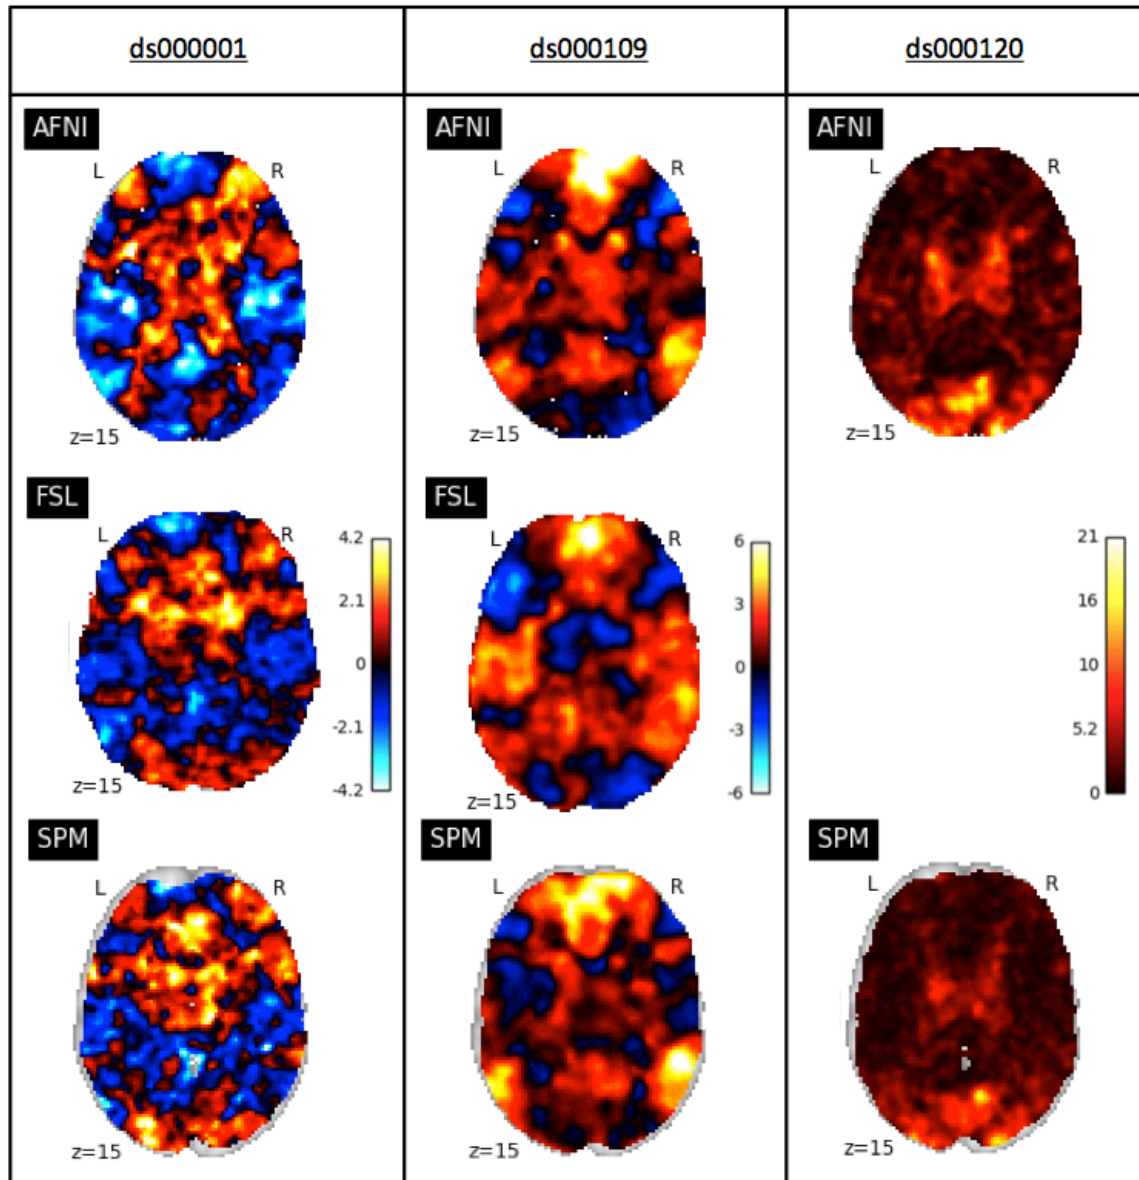 ds000001 ds000109 ds000120
AFNI AFNI AFNI
L R L R L R
z=15 z=15 z=15
FSL FSL
L R L R
4.2 6 21
2.1 3 16
0 0 10
-2.1 -3 5.2
-4.2 -6 0
z=15 z=15
SPM SPM SPM
L R L R L R
z=15 z=15 z=15